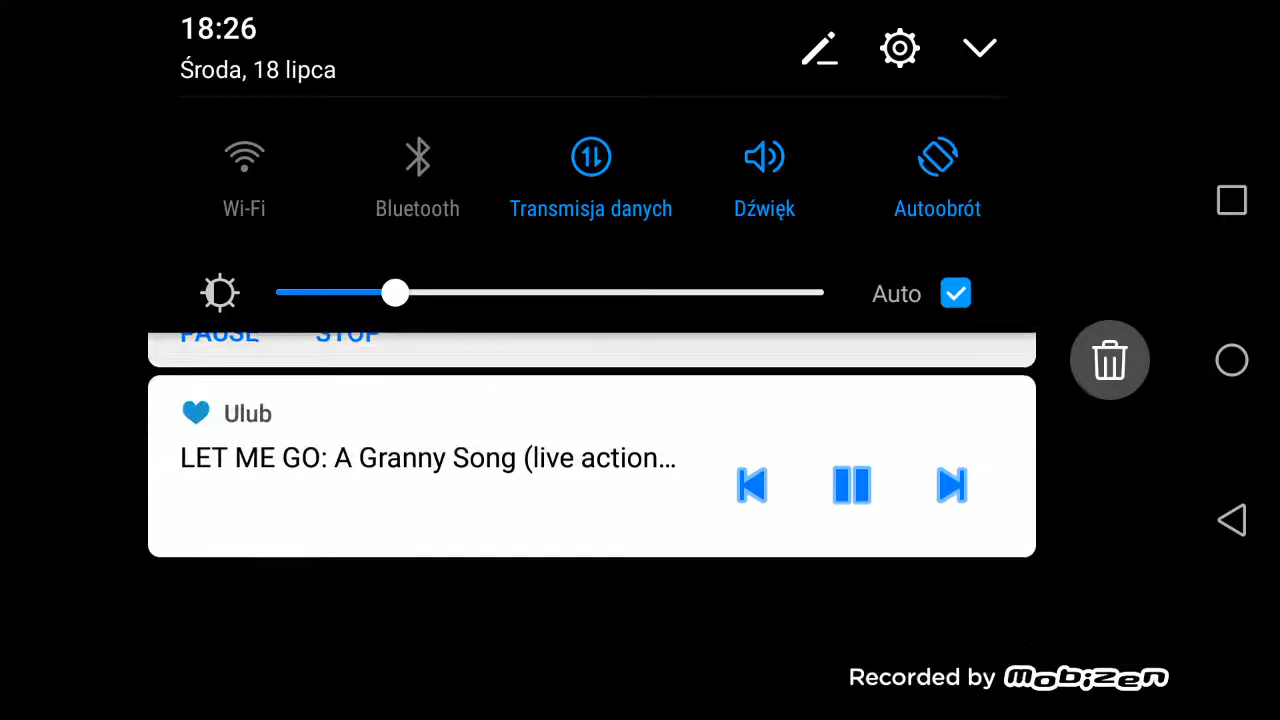 18:26
Środa, 18 lipca
Wi-Fi
Bluetooth
Transmisja danych
Dźwięk
Autoobrót
Auto
PAUSE STOP
Ulub
LET ME GO: A Granny Song (live action...
Recorded by mobizen